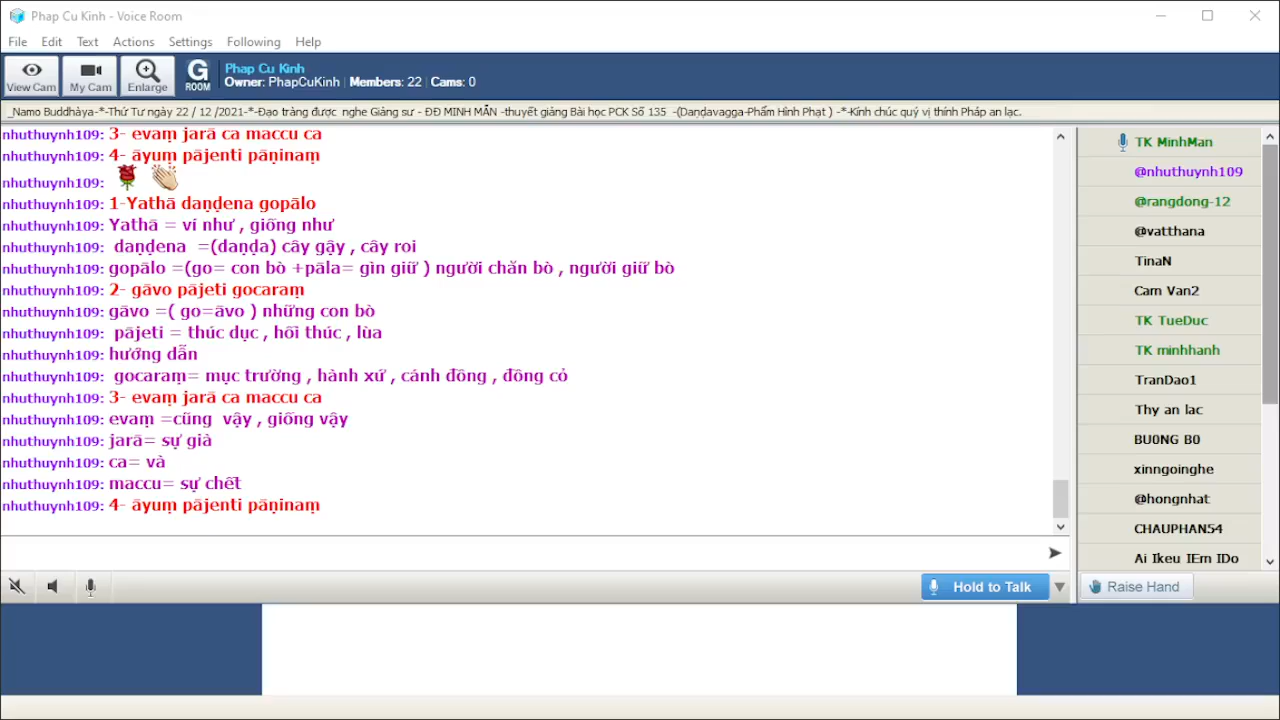 Phap Cu Kinh - Voice Room
File Edit Text Actions Settings Following Help
View Cam
My Cam
Enlarge
G
ROOM
Phap Cu Kinh
Owner: PhapCuKinh | Members: 22 | Cams: 0
_Namo Buddhàya-*-Thứ Tư ngày 22 / 12 /2021-*-Đạo tràng được nghe Giảng sư - ĐĐ MINH MẪN -thuyết giảng Bài học PCK Số 135 -(Daṇḍavagga-Phẩm Hình Phạt ) -*-Kính chúc quý vị thính Pháp an lạc.
nhuthuynh109: 3- evaṃ jarā ca maccu ca
nhuthuynh109: 4- āyuṃ pājenti pāṇinaṃ
nhuthuynh109:
nhuthuynh109: 1-Yathā daṇḍena gopālo
nhuthuynh109: Yathā = ví như , giống như
nhuthuynh109: daṇḍena =(daṇḍa) cây gậy , cây roi
nhuthuynh109: gopālo =(go= con bò +pāla= gìn giữ ) người chăn bò , người giữ bò
nhuthuynh109: 2- gāvo pājeti gocaraṃ
nhuthuynh109: gāvo =( go=āvo ) những con bò
nhuthuynh109: pājeti = thúc dục , hối thúc , lùa
nhuthuynh109: hướng dẫn
nhuthuynh109: gocaraṃ= mục trường , hành xứ , cánh đồng , đồng cỏ
nhuthuynh109: 3- evaṃ jarā ca maccu ca
nhuthuynh109: evaṃ =cũng vậy , giống vậy
nhuthuynh109: jarā= sự già
nhuthuynh109: ca= và
nhuthuynh109: maccu= sự chết
nhuthuynh109: 4- āyuṃ pājenti pāṇinaṃ
TK MinhMan
@nhuthuynh109
@rangdong-12
@vatthana
TinaN
Cam Van2
TK TueDuc
TK minhhanh
TranDao1
Thy an lac
BU0NG B0
xinngoinghe
@hongnhat
CHAUPHAN54
Ai Ikeu IEm IDo
Hold to Talk
Raise Hand